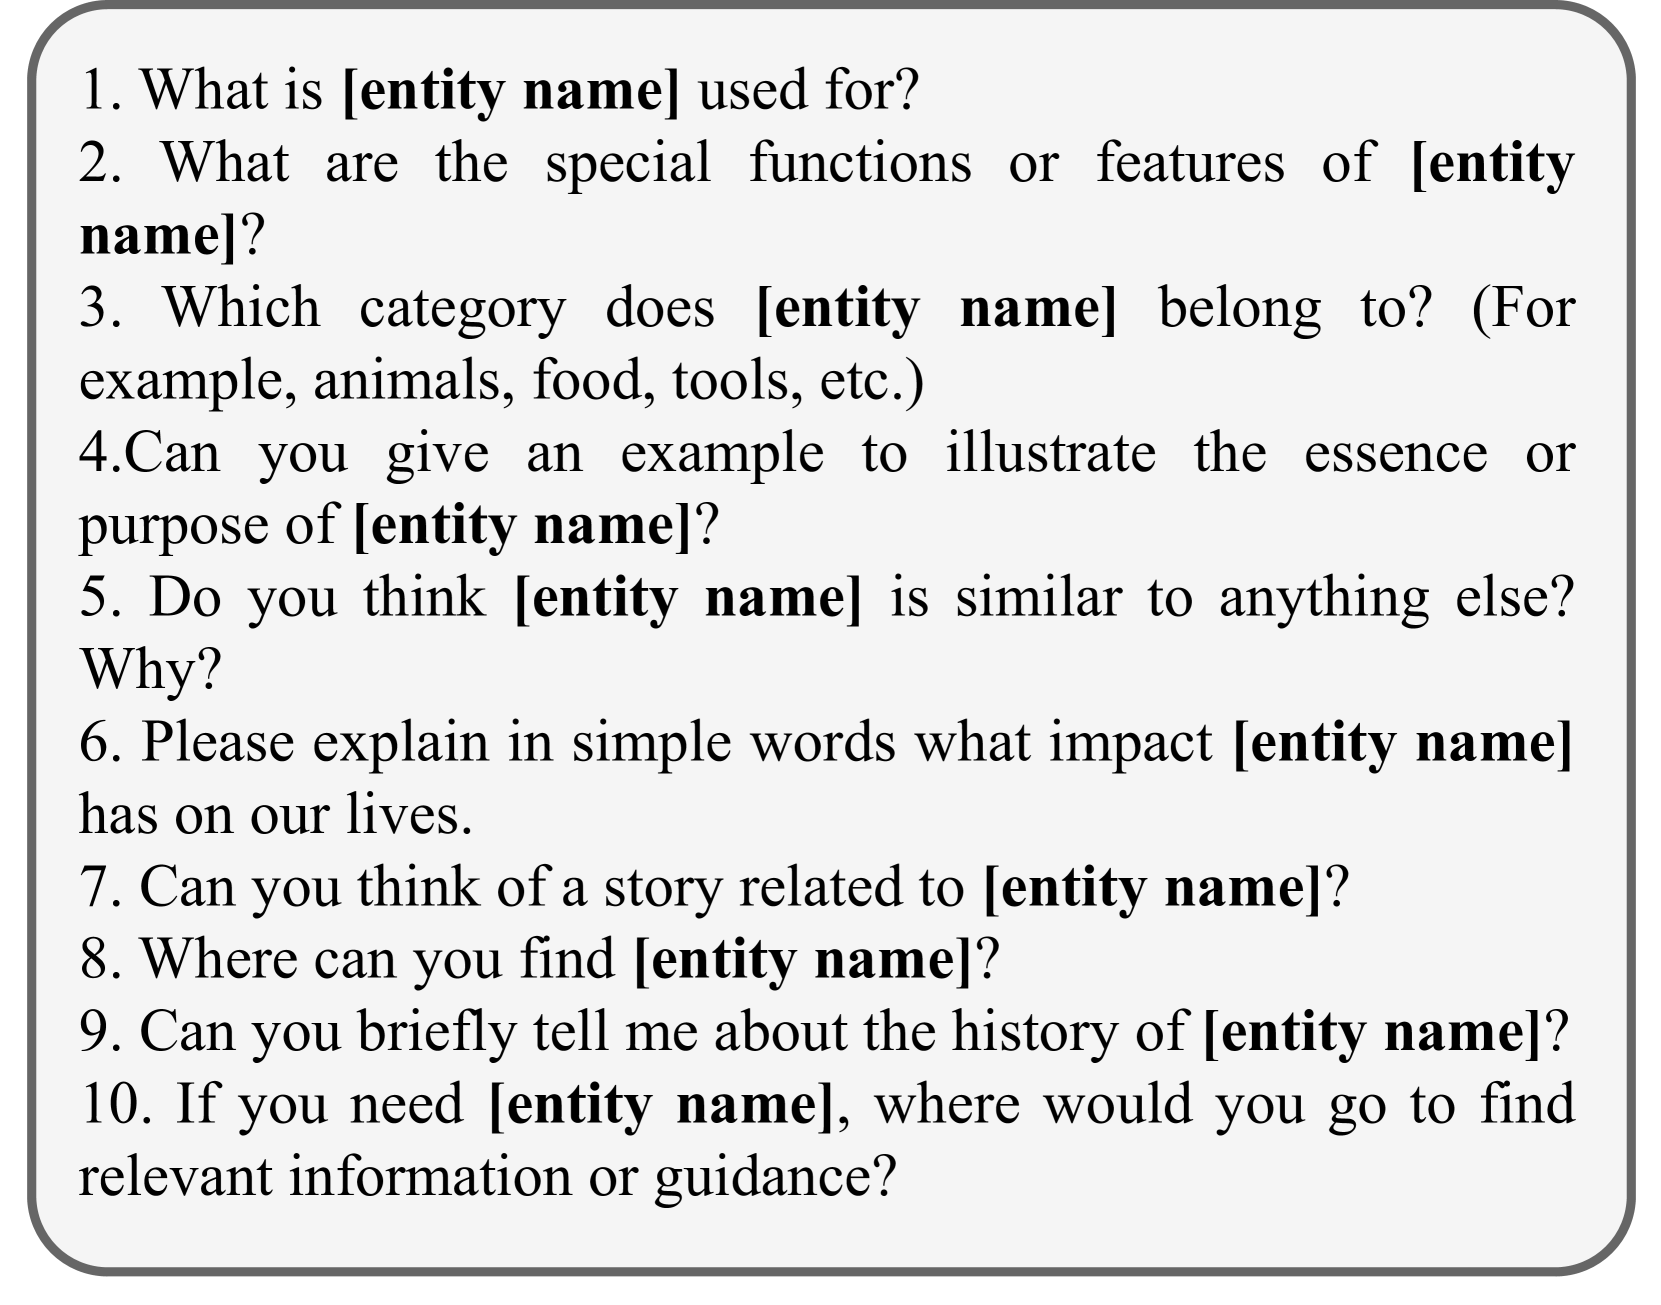 1. What is [entity name] used for?
2. What are the special functions or features of [entity
name]?
3. Which category does [entity name] belong to? (For
example, animals, food, tools, etc.)
4.Can you give an example to illustrate the essence or
purpose of [entity name]?
5. Do you think [entity name] is similar to anything else?
Why?
6. Please explain in simple words what impact [entity name]
has on our lives.
7. Can you think of a story related to [entity name]?
8. Where can you find [entity name]?
9. Can you briefly tell me about the history of [entity name]?
10. If you need [entity name], where would you go to find
relevant information or guidance?